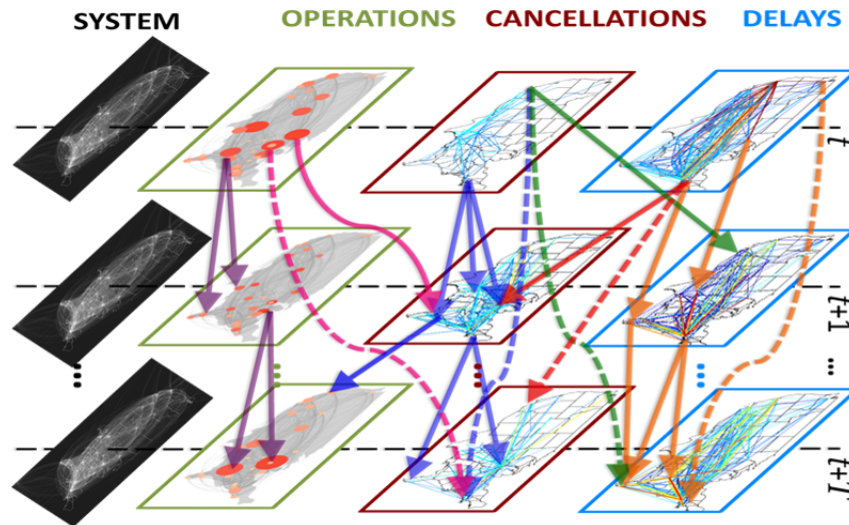 SYSTEM OPERATIONS CANCELLATIONS DELAYS
t
t+1
...
t+T